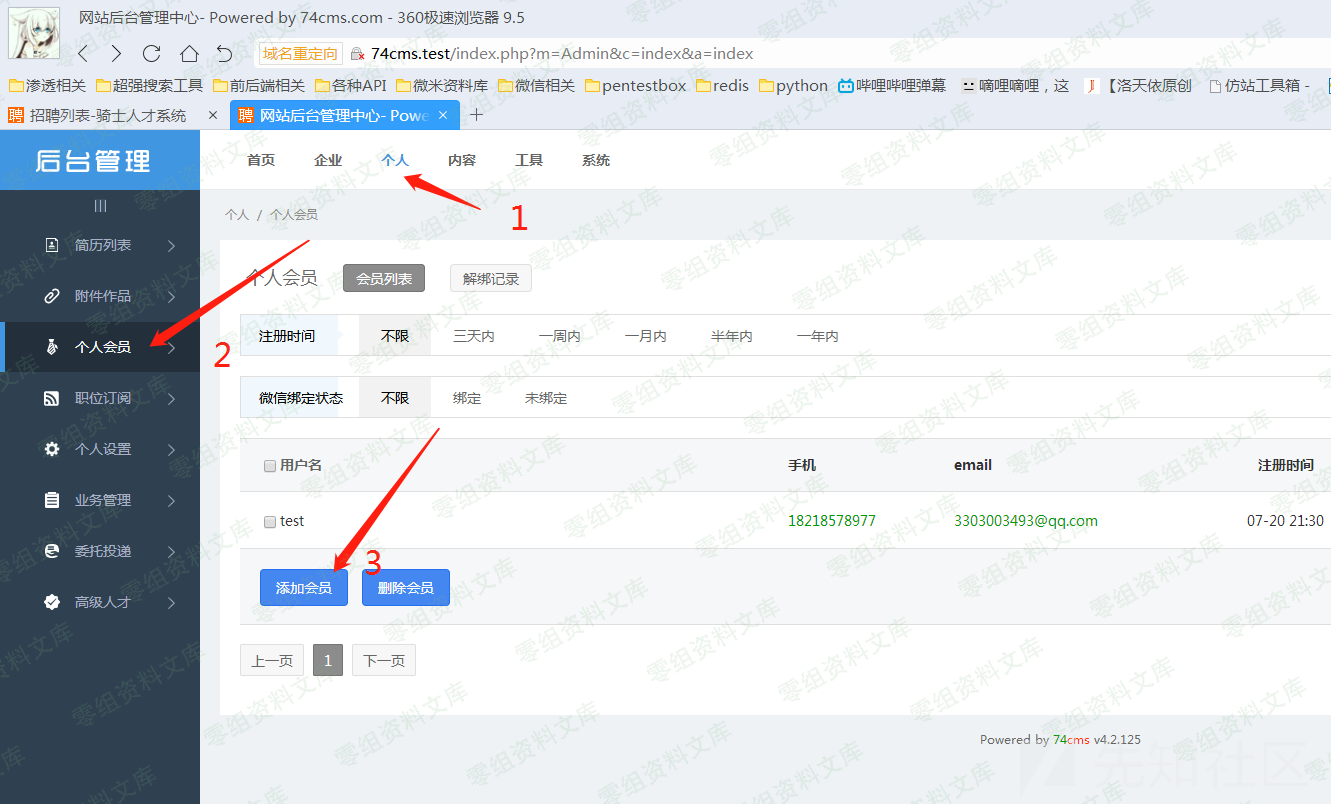 网站后台管理中心- Powered by 74cms.com - 360极速浏览器 9.5
域名重定向 74cms.test/index.php?m=Admin&c=index&a=index
渗透相关 超强搜索工具 前后端相关 各种API 微米资料库 微信相关 pentestbox redis python 哔哩哔哩弹幕 嘀哩嘀哩，这 【洛天依原创 仿站工具箱 -
招聘列表-骑士人才系统 × 网站后台管理中心- Powe ×
后台管理
首页 企业 个人 内容 工具 系统
1
个人 / 个人会员
简历列表
附件作品
个人会员
职位订阅
个人设置
业务管理
委托投递
高级人才
2
个人会员 会员列表 解绑记录
注册时间 不限 三天内 一周内 一月内 半年内 一年内
微信绑定状态 不限 绑定 未绑定
用户名 手机 email 注册时间
test 18218578977 3303003493@qq.com 07-20 21:30
3
添加会员 删除会员
上一页 1 下一页
Powered by 74cms v4.2.125
零组资料文库
先知社区